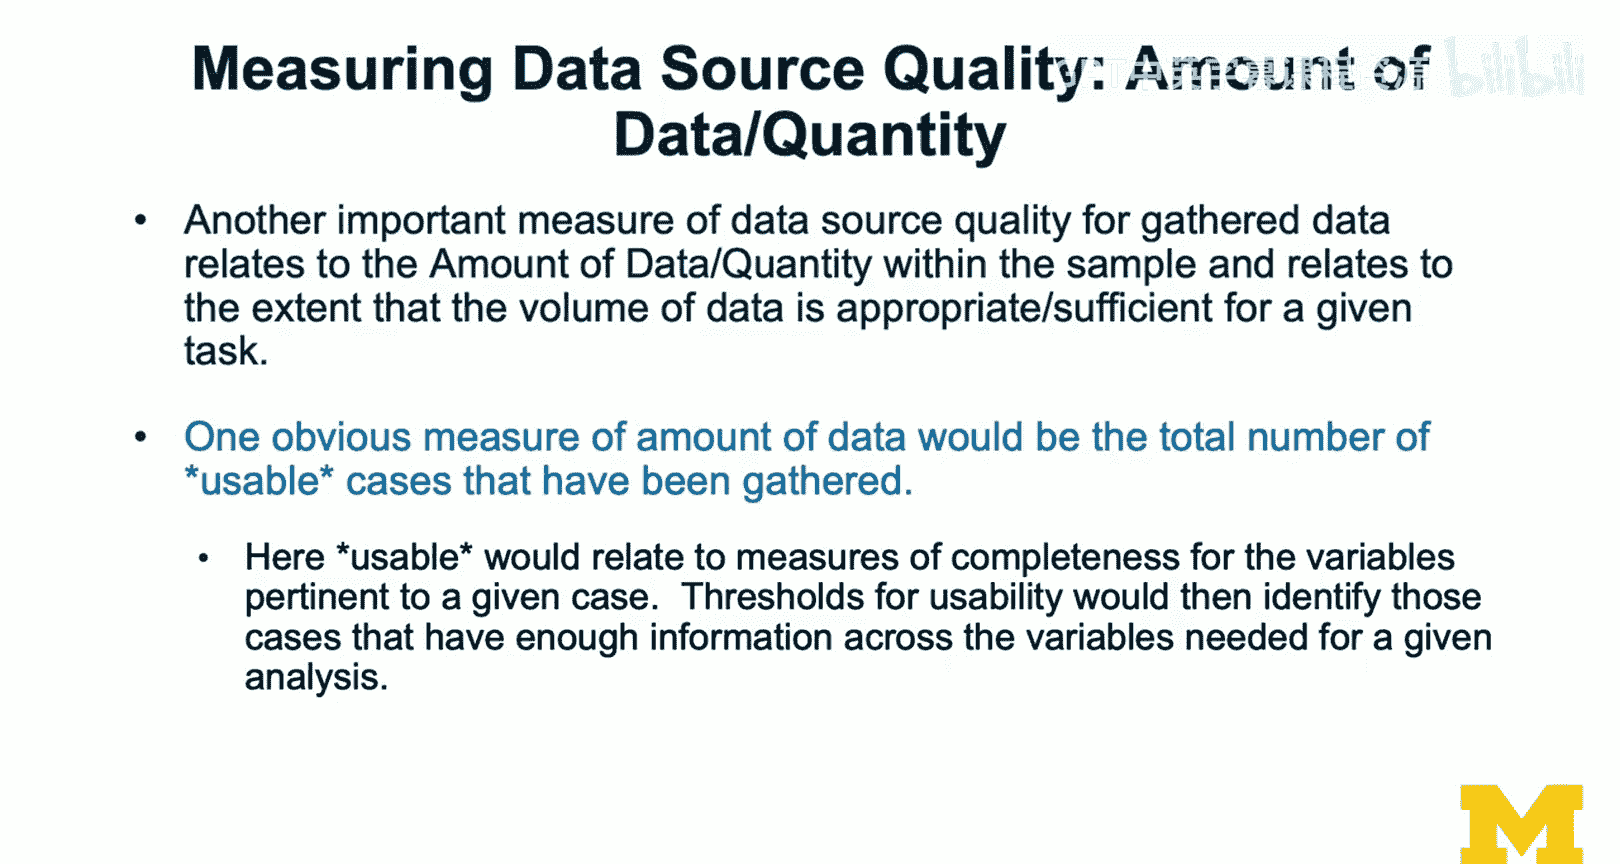 Measuring Data Source Quality: Amount of
Data/Quantity
bilibili
• Another important measure of data source quality for gathered data
relates to the Amount of Data/Quantity within the sample and relates to
the extent that the volume of data is appropriate/sufficient for a given
task.
• One obvious measure of amount of data would be the total number of
*usable* cases that have been gathered.
• Here *usable* would relate to measures of completeness for the variables
pertinent to a given case. Thresholds for usability would then identify those
cases that have enough information across the variables needed for a given
analysis.
M